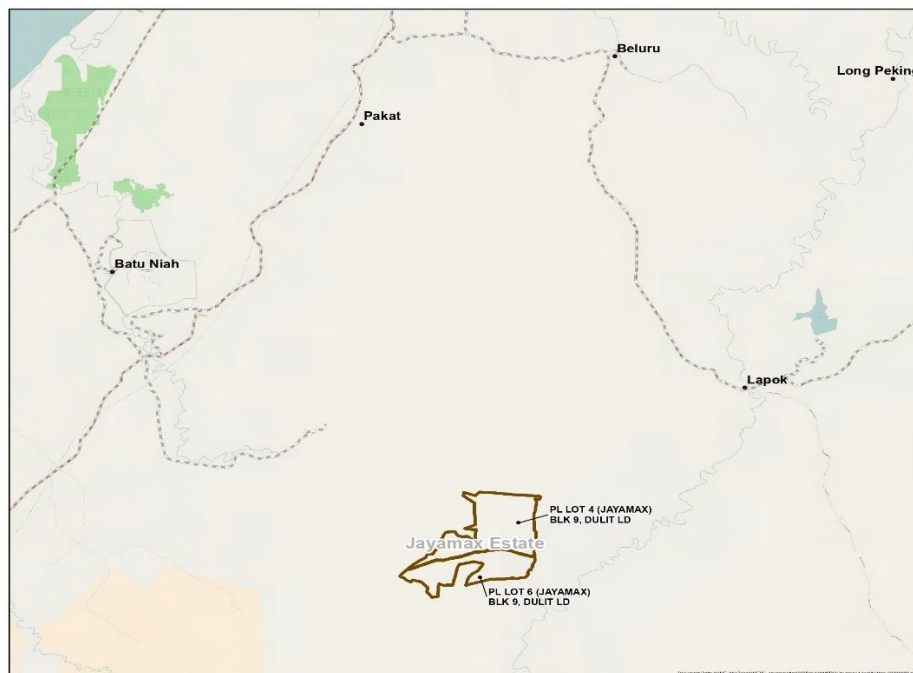 Beluru
Long Peking
Pakat
Batu Niah
Lapok
PL LOT 4 (JAYAMAX)
BLK 9, DULIT LD
Jayamax Estate
PL LOT 6 (JAYAMAX)
BLK 9, DULIT LD